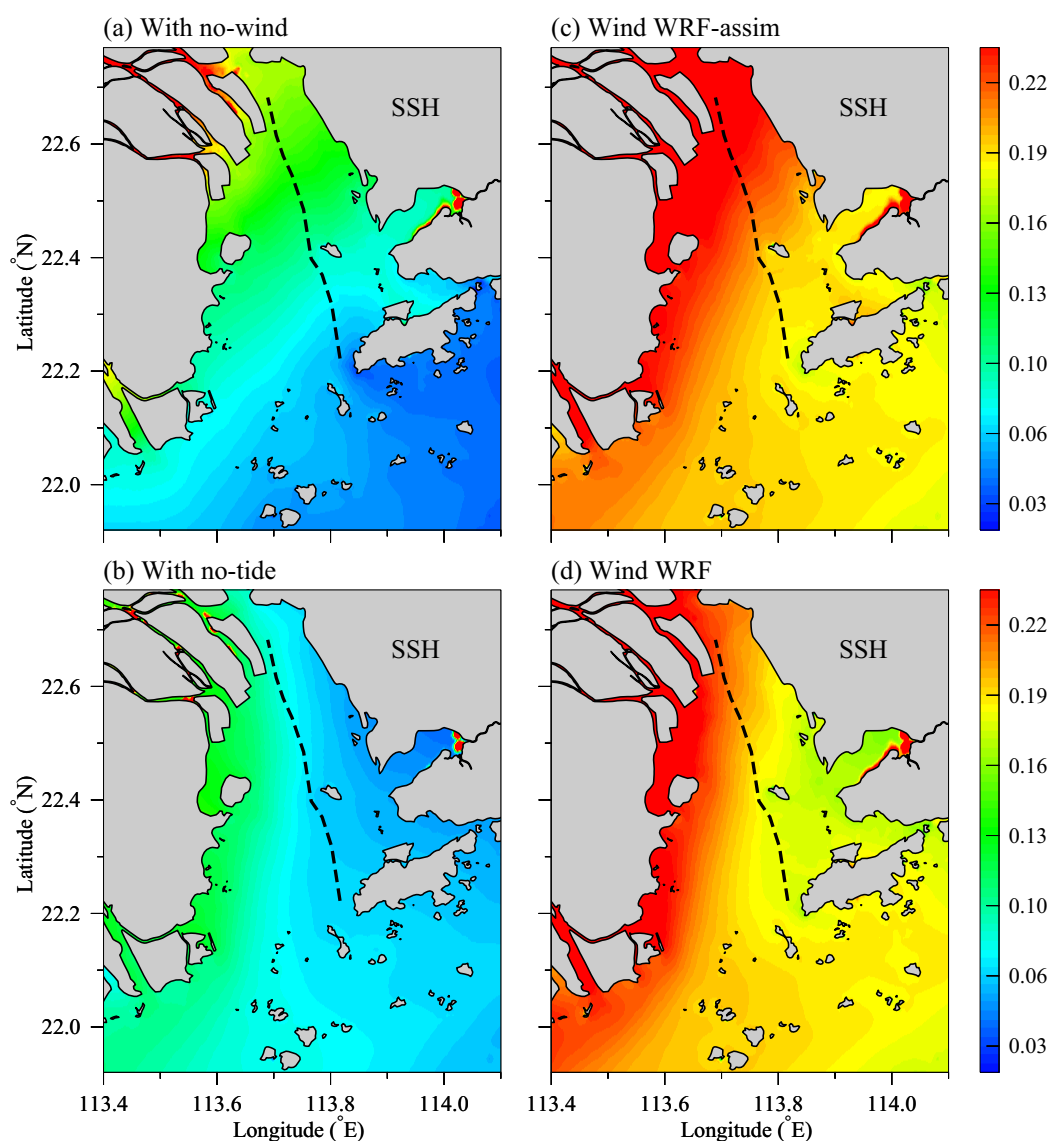 (a) With no-wind
(c) Wind WRF-assim
SSH
SSH
22.6
22.4
22.2
22.0
Latitude (°N)
0.22
0.19
0.16
0.13
0.10
0.06
0.03
(b) With no-tide
(d) Wind WRF
SSH
SSH
22.6
22.4
22.2
22.0
Latitude (°N)
0.22
0.19
0.16
0.13
0.10
0.06
0.03
113.4
113.6
113.8
114.0
113.4
113.6
113.8
114.0
Longitude (°E)
Longitude (°E)